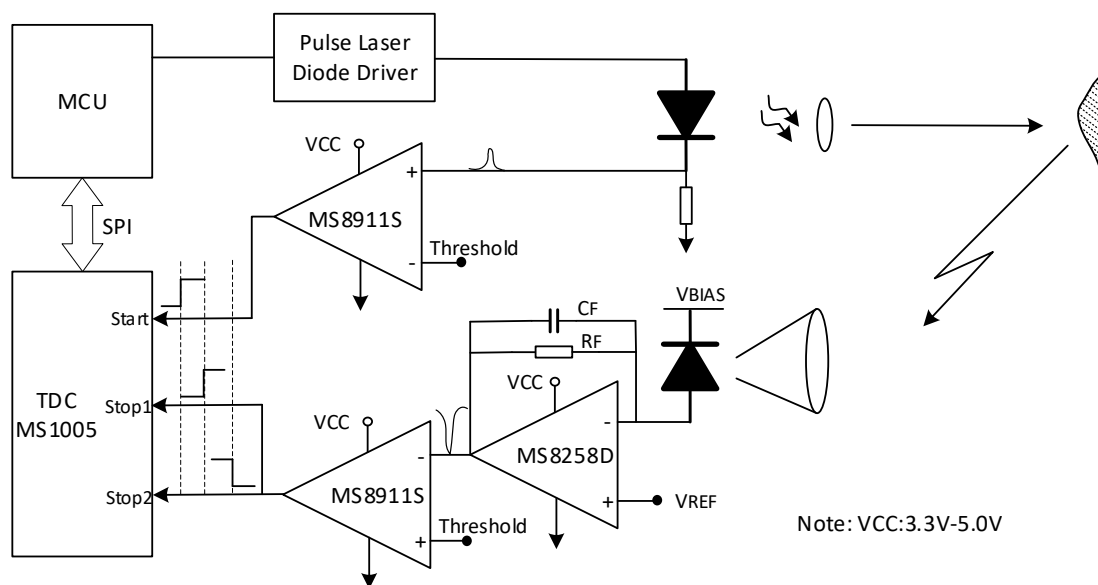 Pulse Laser
Diode Driver
MCU
VCC
+
MS8911S
SPI
Threshold
-
Start
VBIAS
CF
RF
VCC
TDC
MS1005
Stop1
VCC
-
MS8258D
-
MS8911S
+
VREF
Stop2
Threshold
+
Note: VCC:3.3V-5.0V